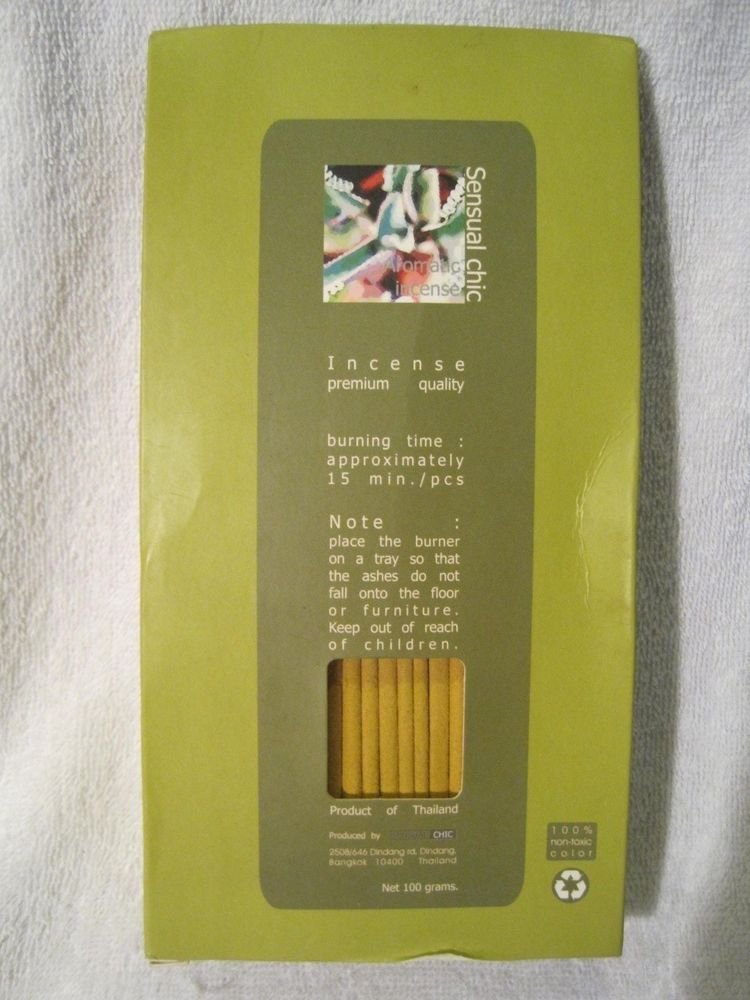 Sensual chic
Aromatic
incense
Incense
premium quality
burning time :
approximately
15 min./pcs
Note :
place the burner
on a tray so that
the ashes do not
fall onto the floor
or furniture.
Keep out of reach
of children.
Product of Thailand
Produced by CHIC
2508/646 Dindang rd. Dindang,
Bangkok 10400 Thailand
Net 100 grams.
100%
non-toxic
color